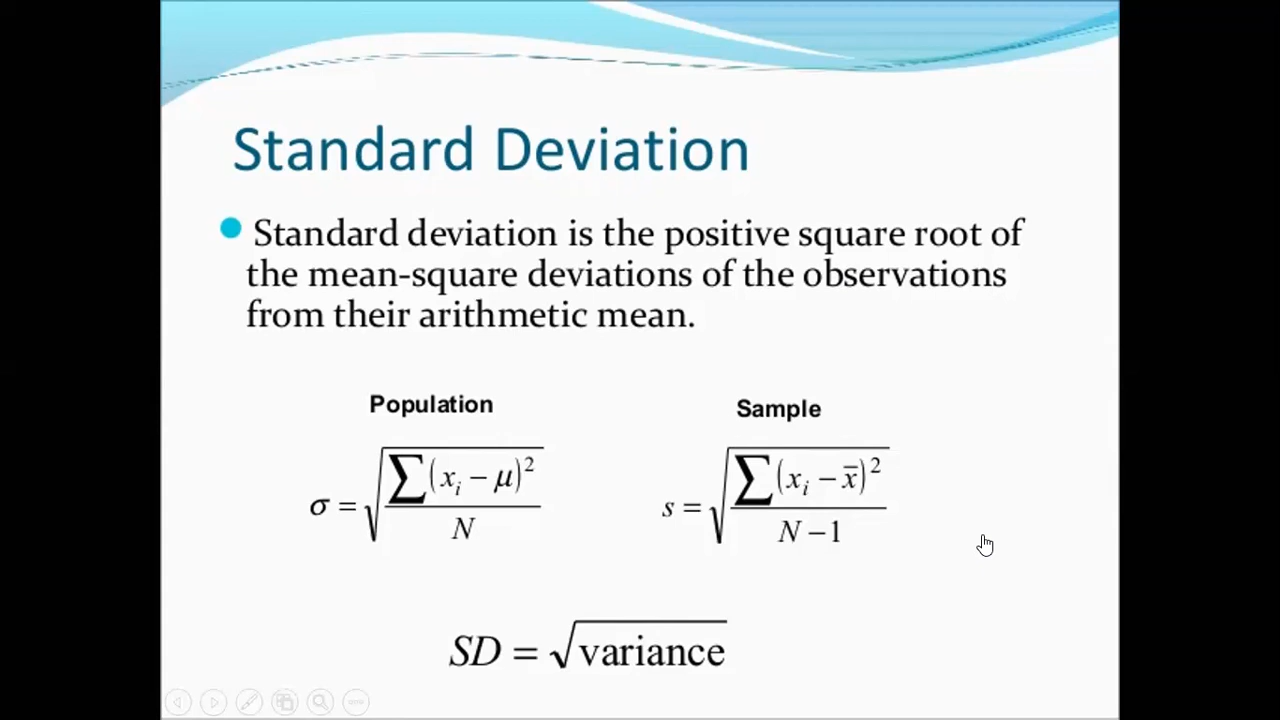 Standard Deviation
Standard deviation is the positive square root of
the mean-square deviations of the observations
from their arithmetic mean.
Population
Sample
σ = √(∑(xᵢ − μ)² / N)
s = √(∑(xᵢ − x̄)² / N − 1)
SD = √variance